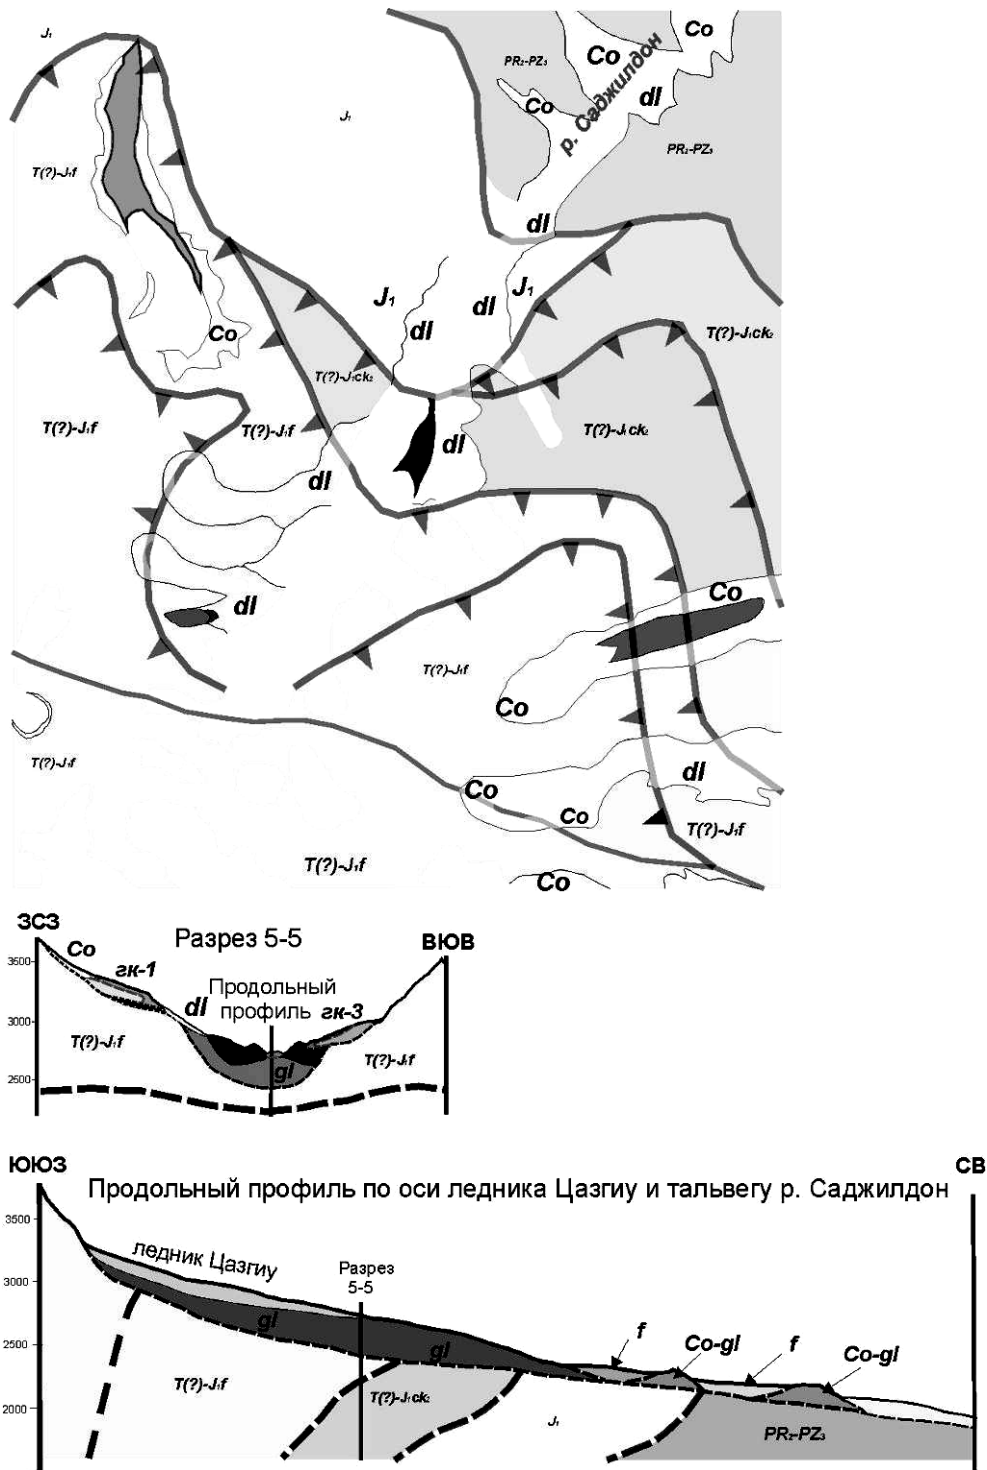 J₁
Co
Co
PR₂-PZ₃
J₁
Co
dl
р. Саджилдон
PR₂-PZ₃
T(?)-J₁f
dl
J₁
J₁
dl
dl
Co
T(?)-J₁ck₂
T(?)-J₁ck₂
T(?)-J₁f
T(?)-J₁f
dl
T(?)-J₁ck₂
dl
Co
dl
T(?)-J₁f
Co
T(?)-J₁f
dl
Co
Co
T(?)-J₁f
T(?)-J₁f
Co
ЗСЗ
Разрез 5-5
ВЮВ
Co
3500
гк-1
Продольный
профиль
dl
гк-3
3000
T(?)-J₁f
T(?)-J₁f
gl
2500
ЮЮЗ
СВ
Продольный профиль по оси ледника Цазгиу и тальвегу р. Саджилдон
3500
ледник Цазгиу
Разрез
5-5
3000
gl
2500
gl
f
Co-gl
f
Co-gl
T(?)-J₁f
T(?)-J₁ck₂
2000
J₁
PR₂-PZ₃